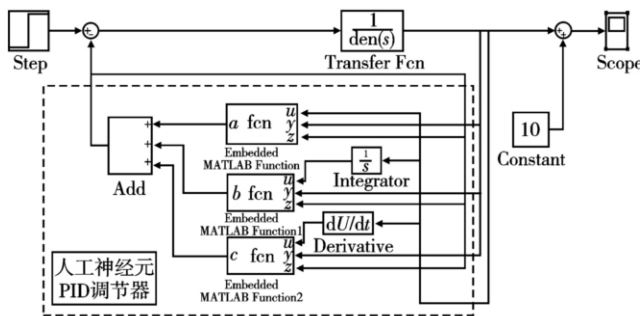 Step
1
den(s)
Transfer Fcn
Scope
10
Constant
a fcn
u
y
z
Embedded
MATLAB Function
+
+
+
Add
1
s
Integrator
b fcn
u
y
z
Embedded
MATLAB Function1
dU/dt
Derivative
c fcn
u
y
z
Embedded
MATLAB Function2
人工神经元
PID调节器